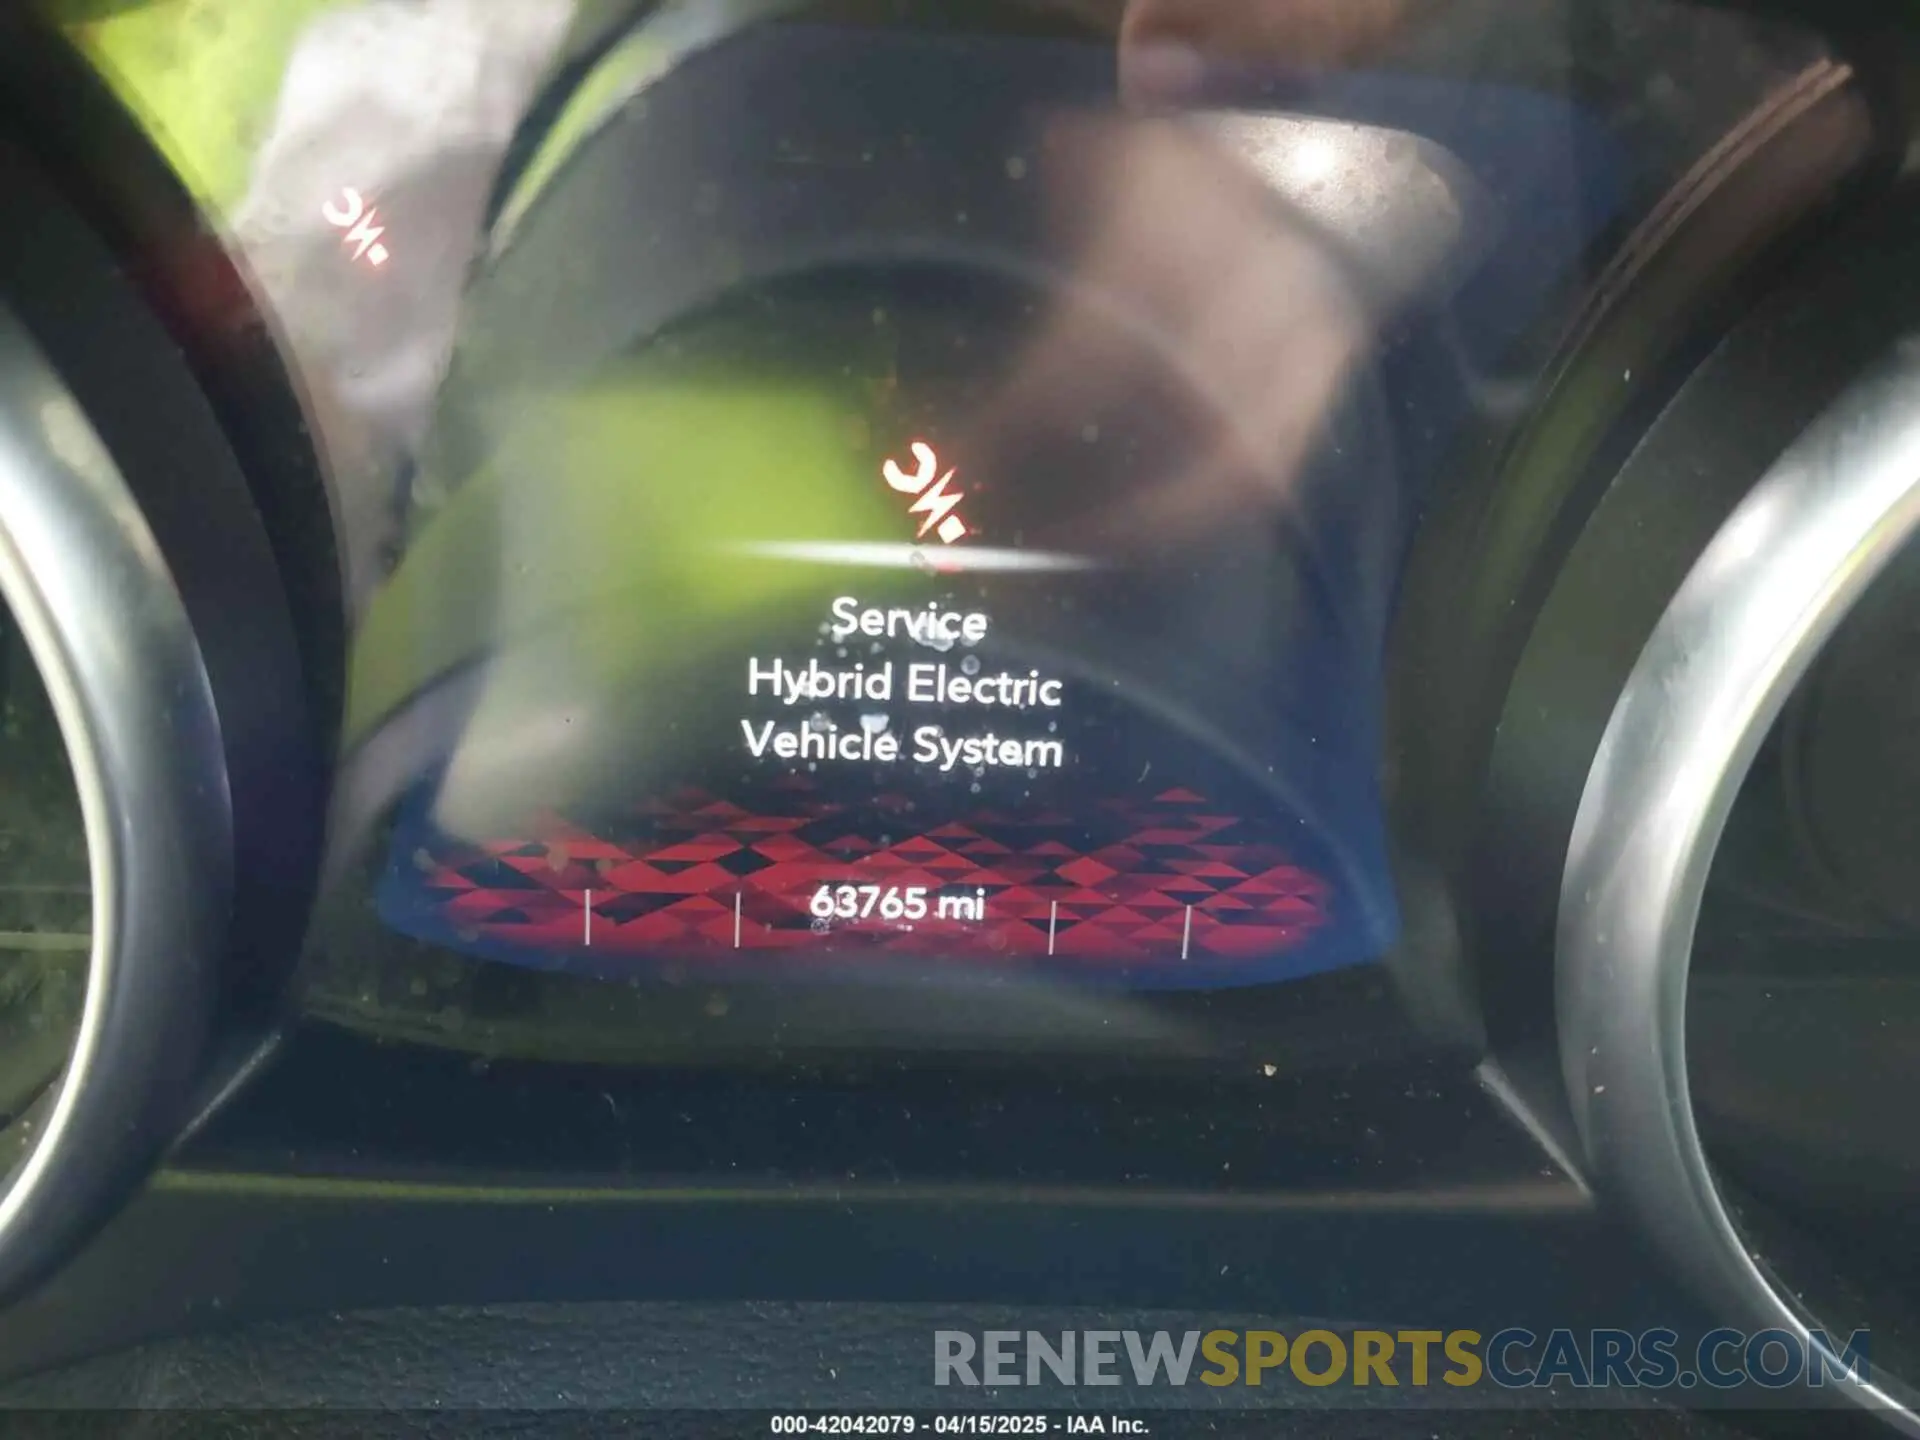 Service
Hybrid Electric
Vehicle System
63765 mi
RENEWSPORTSCARS.COM
000-42042079 - 04/15/2025 - IAA Inc.